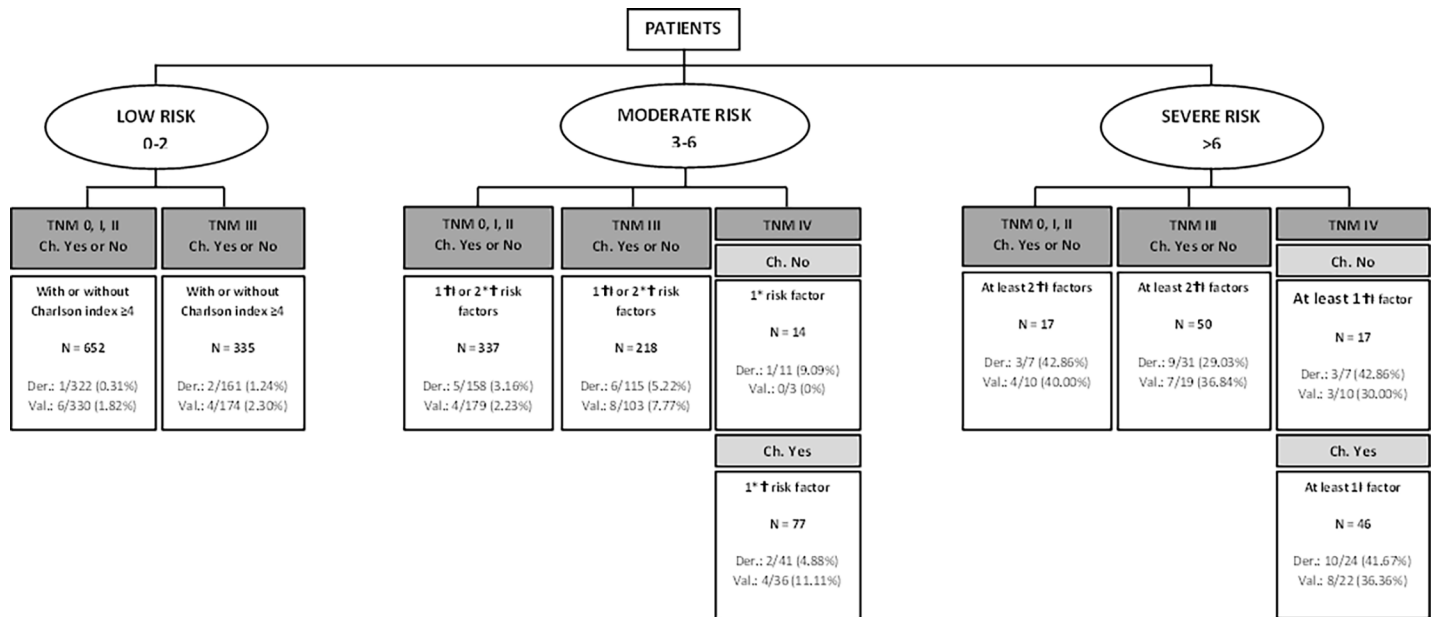 PATIENTS
LOW RISK
0-2
TNM 0, I, II
Ch. Yes or No
With or without
Charlson index ≥4
N = 652
Der.: 1/322 (0.31%)
Val.: 6/330 (1.82%)
TNM III
Ch. Yes or No
With or without
Charlson index ≥4
N = 335
Der.: 2/161 (1.24%)
Val.: 4/174 (2.30%)
MODERATE RISK
3-6
TNM 0, I, II
Ch. Yes or No
1†ƚ or 2*† risk
factors
N = 337
Der.: 5/158 (3.16%)
Val.: 4/179 (2.23%)
TNM III
Ch. Yes or No
1†ƚ or 2*† risk
factors
N = 218
Der.: 6/115 (5.22%)
Val.: 8/103 (7.77%)
TNM IV
Ch. No
1* risk factor
N = 14
Der.: 1/11 (9.09%)
Val.: 0/3 (0%)
Ch. Yes
1*† risk factor
N = 77
Der.: 2/41 (4.88%)
Val.: 4/36 (11.11%)
SEVERE RISK
>6
TNM 0, I, II
Ch. Yes or No
At least 2†ƚ factors
N = 17
Der.: 3/7 (42.86%)
Val.: 4/10 (40.00%)
TNM III
Ch. Yes or No
At least 2†ƚ factors
N = 50
Der.: 9/31 (29.03%)
Val.: 7/19 (36.84%)
TNM IV
Ch. No
At least 1†ƚ factor
N = 17
Der.: 3/7 (42.86%)
Val.: 3/10 (30.00%)
Ch. Yes
At least 1ƚ factor
N = 46
Der.: 10/24 (41.67%)
Val.: 8/22 (36.36%)